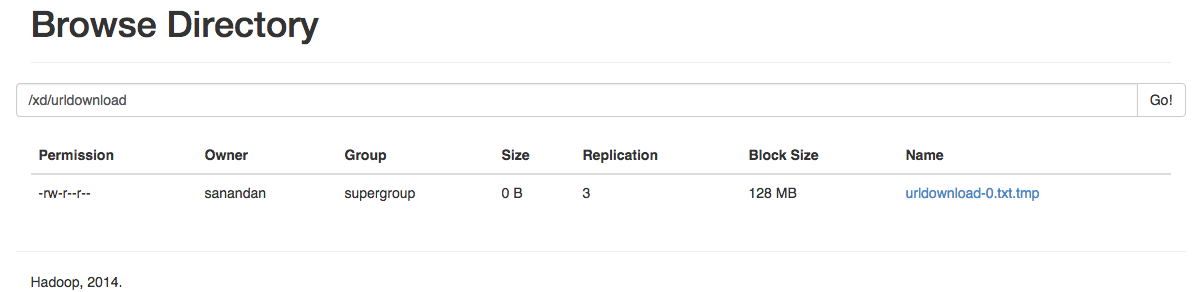 Browse Directory
/xd/urldownload Go!
Permission Owner Group Size Replication Block Size Name
-rw-r--r-- sanandan supergroup 0 B 3 128 MB urldownload-0.txt.tmp
Hadoop, 2014.